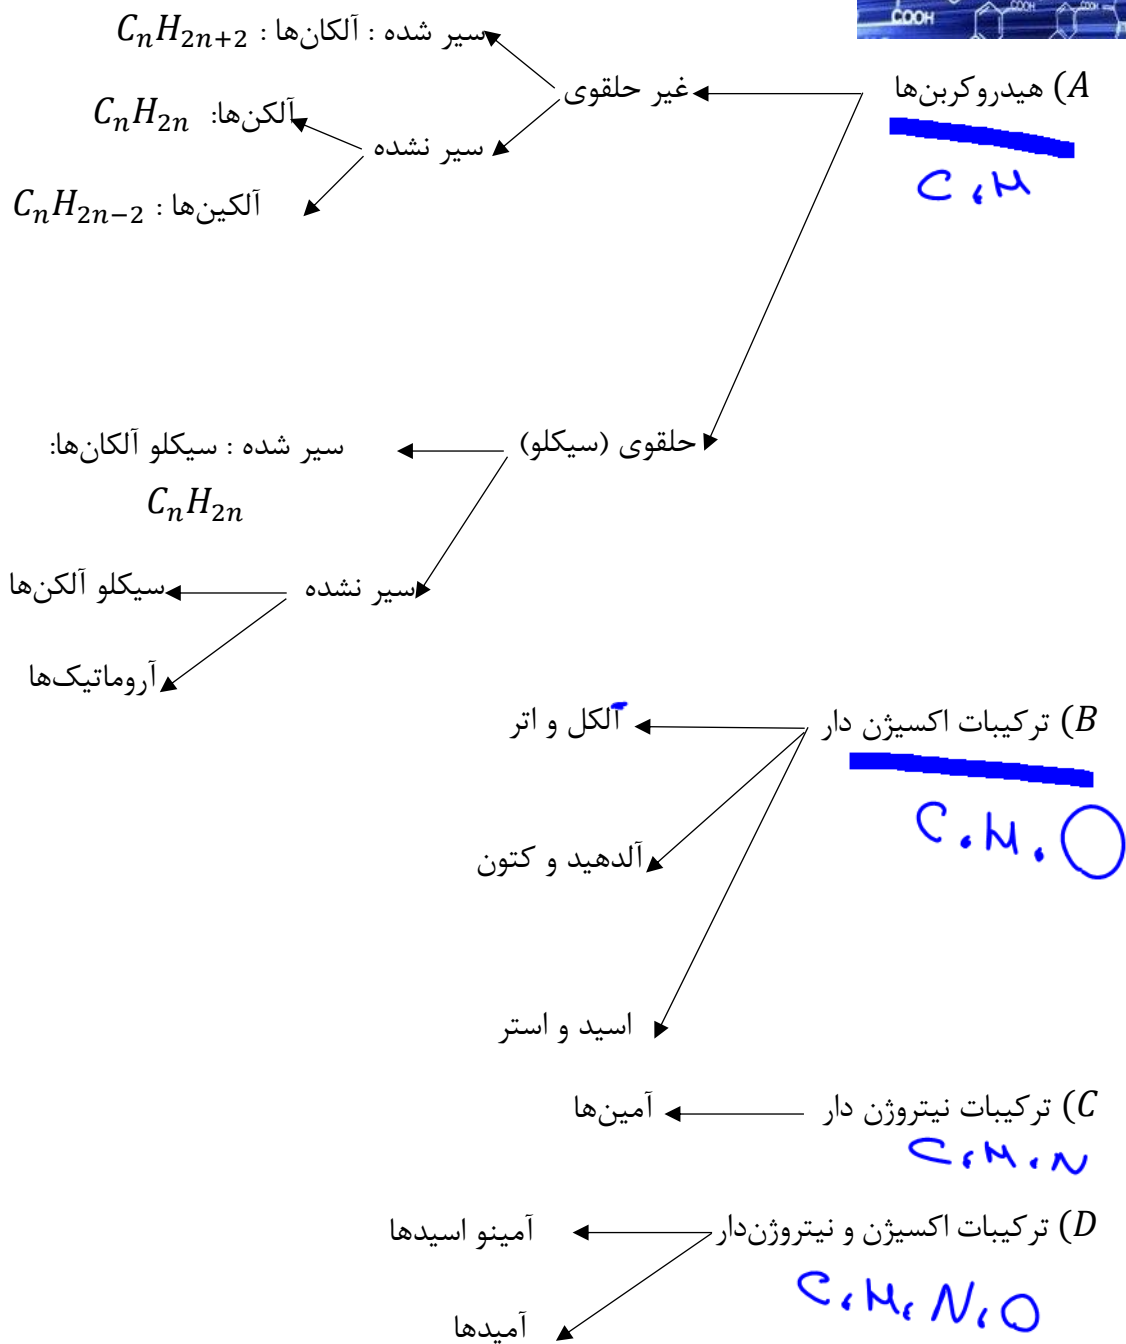 COOH COOH COOH
سیر شده : آلکان‌ها : CₙH₂ₙ₊₂
A) هیدروکربن‌ها
غیر حلقوی
آلکن‌ها: CₙH₂ₙ
سیر نشده
C, H
آلکین‌ها : CₙH₂ₙ₋₂
حلقوی (سیکلو)
سیر شده : سیکلو آلکان‌ها:
CₙH₂ₙ
سیر نشده
سیکلو آلکن‌ها
آروماتیک‌ها
B) ترکیبات اکسیژن دار
آلکل و اتر
C, H, O
آلدهید و کتون
اسید و استر
C) ترکیبات نیتروژن دار
آمین‌ها
C, H, N
D) ترکیبات اکسیژن و نیتروژن‌دار
آمینو اسیدها
C, H, N, O
آمیدها